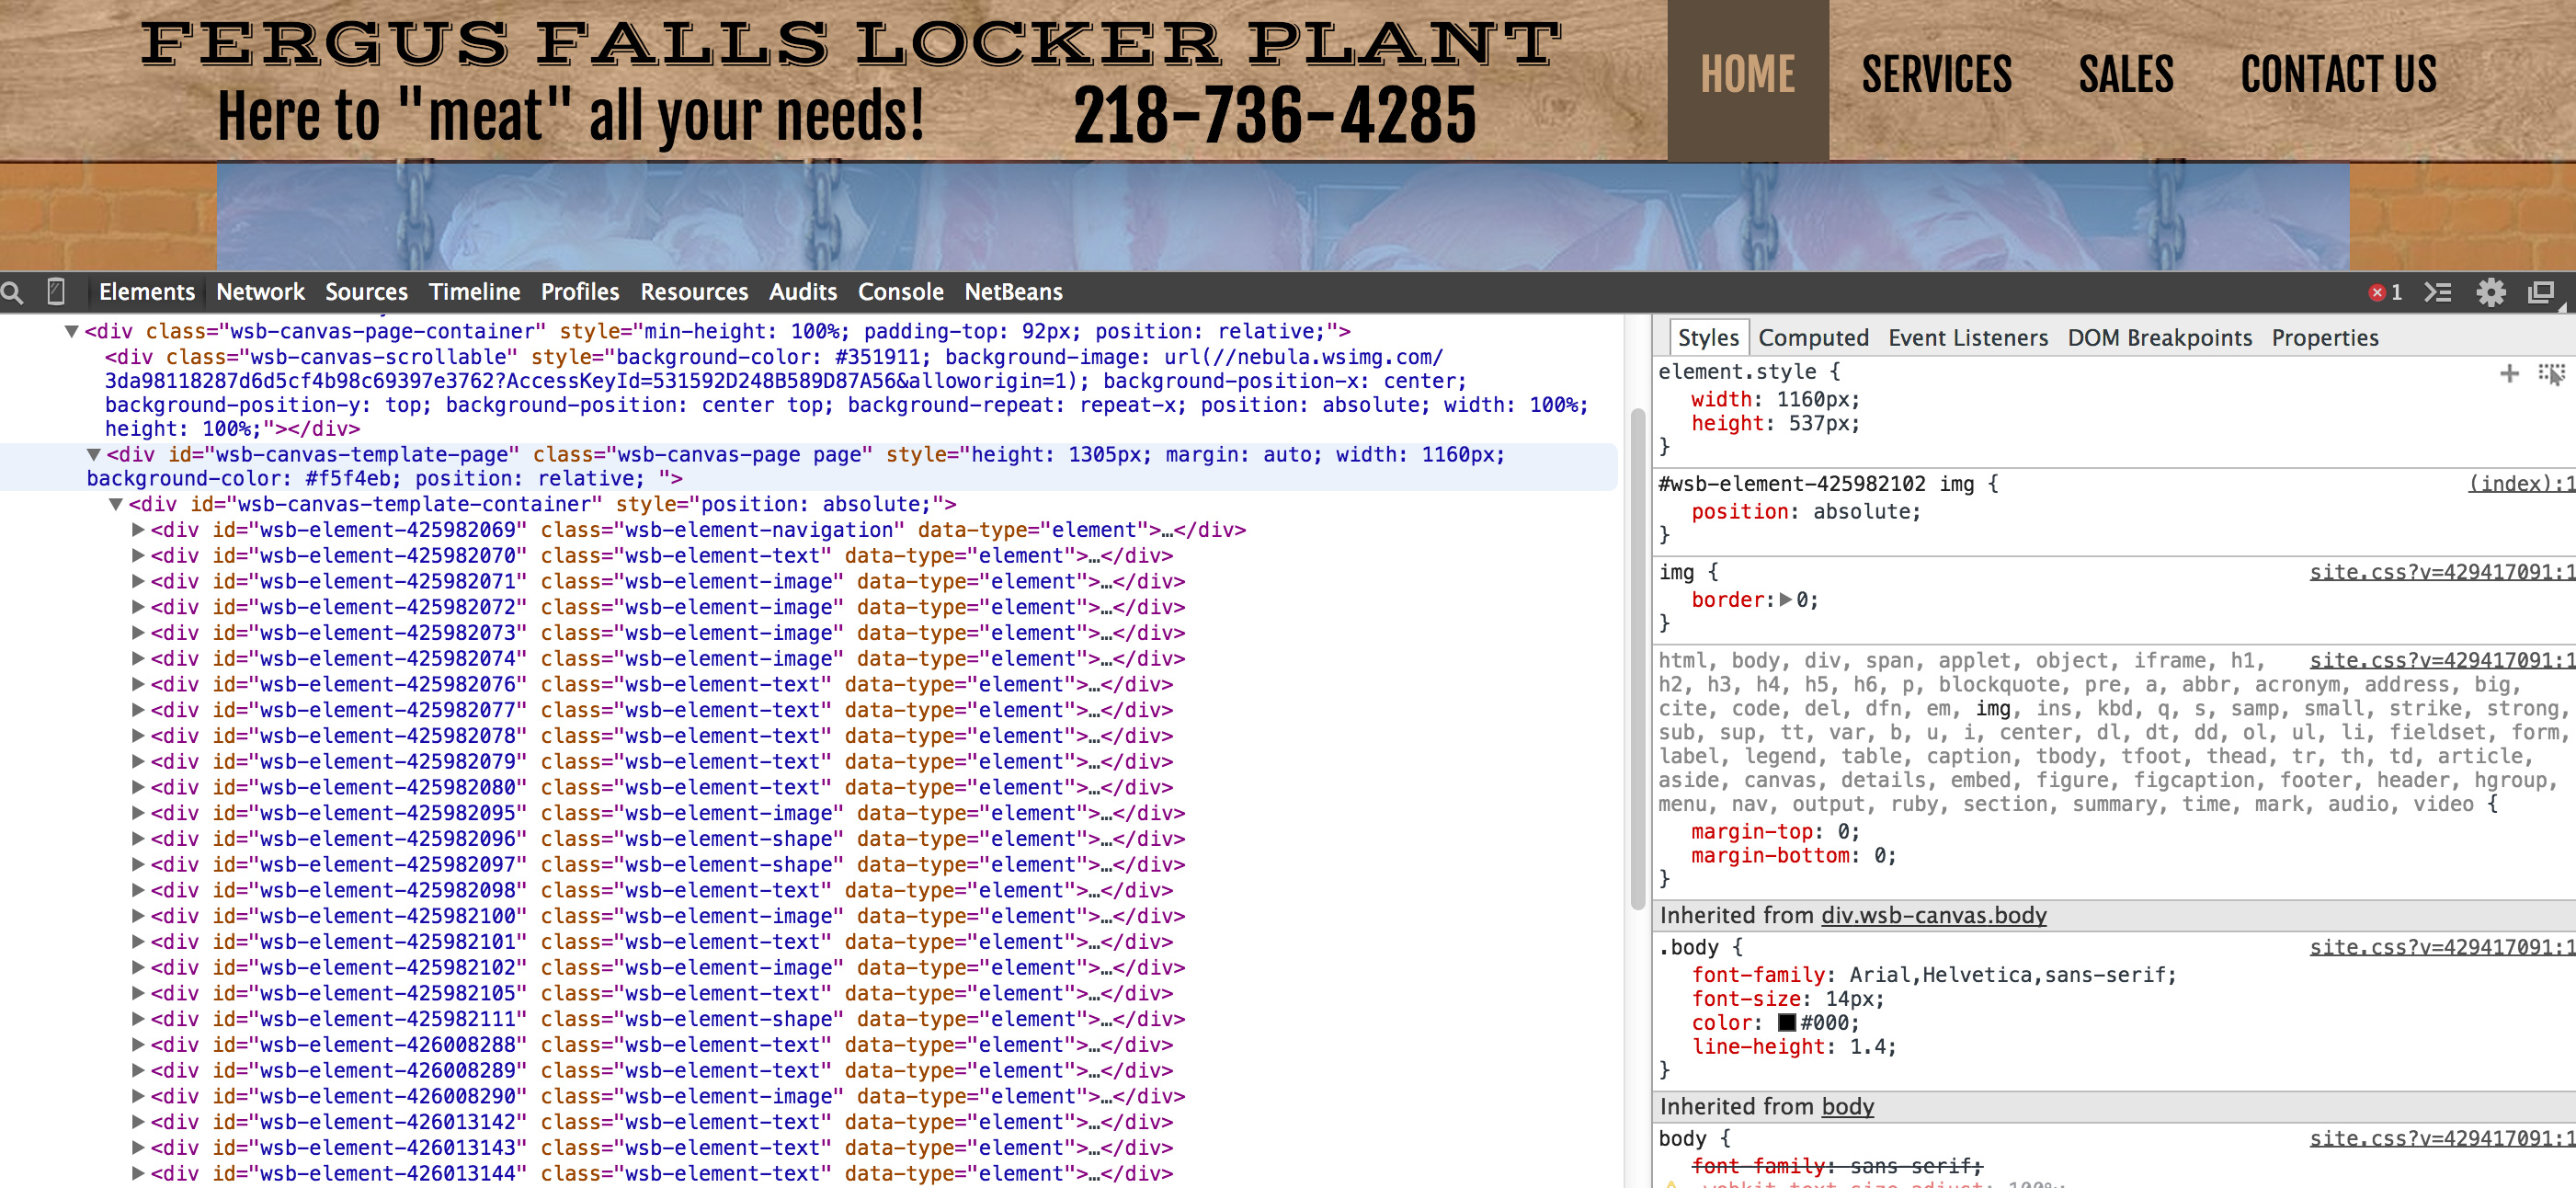 FERGUS FALLS LOCKER PLANT
Here to "meat" all your needs! 218-736-4285
HOME SERVICES SALES CONTACT US
Elements Network Sources Timeline Profiles Resources Audits Console NetBeans
1
<div class="wsb-canvas-page-container" style="min-height: 100%; padding-top: 92px; position: relative;">
<div class="wsb-canvas-scrollable" style="background-color: #351911; background-image: url(//nebula.wsimg.com/
3da98118287d6d5cf4b98c69397e3762?AccessKeyId=531592D248B589D87A56&alloworigin=1); background-position-x: center;
background-position-y: top; background-position: center top; background-repeat: repeat-x; position: absolute; width: 100%;
height: 100%;"></div>
<div id="wsb-canvas-template-page" class="wsb-canvas-page page" style="height: 1305px; margin: auto; width: 1160px;
background-color: #f5f4eb; position: relative; ">
<div id="wsb-canvas-template-container" style="position: absolute;">
<div id="wsb-element-425982069" class="wsb-element-navigation" data-type="element">…</div>
<div id="wsb-element-425982070" class="wsb-element-text" data-type="element">…</div>
<div id="wsb-element-425982071" class="wsb-element-image" data-type="element">…</div>
<div id="wsb-element-425982072" class="wsb-element-image" data-type="element">…</div>
<div id="wsb-element-425982073" class="wsb-element-image" data-type="element">…</div>
<div id="wsb-element-425982074" class="wsb-element-image" data-type="element">…</div>
<div id="wsb-element-425982076" class="wsb-element-text" data-type="element">…</div>
<div id="wsb-element-425982077" class="wsb-element-text" data-type="element">…</div>
<div id="wsb-element-425982078" class="wsb-element-text" data-type="element">…</div>
<div id="wsb-element-425982079" class="wsb-element-text" data-type="element">…</div>
<div id="wsb-element-425982080" class="wsb-element-text" data-type="element">…</div>
<div id="wsb-element-425982095" class="wsb-element-image" data-type="element">…</div>
<div id="wsb-element-425982096" class="wsb-element-shape" data-type="element">…</div>
<div id="wsb-element-425982097" class="wsb-element-shape" data-type="element">…</div>
<div id="wsb-element-425982098" class="wsb-element-text" data-type="element">…</div>
<div id="wsb-element-425982100" class="wsb-element-image" data-type="element">…</div>
<div id="wsb-element-425982101" class="wsb-element-text" data-type="element">…</div>
<div id="wsb-element-425982102" class="wsb-element-image" data-type="element">…</div>
<div id="wsb-element-425982105" class="wsb-element-text" data-type="element">…</div>
<div id="wsb-element-425982111" class="wsb-element-shape" data-type="element">…</div>
<div id="wsb-element-426008288" class="wsb-element-text" data-type="element">…</div>
<div id="wsb-element-426008289" class="wsb-element-text" data-type="element">…</div>
<div id="wsb-element-426008290" class="wsb-element-image" data-type="element">…</div>
<div id="wsb-element-426013142" class="wsb-element-text" data-type="element">…</div>
<div id="wsb-element-426013143" class="wsb-element-text" data-type="element">…</div>
<div id="wsb-element-426013144" class="wsb-element-text" data-type="element">…</div>
Styles Computed Event Listeners DOM Breakpoints Properties
element.style {
width: 1160px;
height: 537px;
}
#wsb-element-425982102 img { (index):1
position: absolute;
}
img { site.css?v=429417091:1
border: 0;
}
html, body, div, span, applet, object, iframe, h1, site.css?v=429417091:1
h2, h3, h4, h5, h6, p, blockquote, pre, a, abbr, acronym, address, big,
cite, code, del, dfn, em, img, ins, kbd, q, s, samp, small, strike, strong,
sub, sup, tt, var, b, u, i, center, dl, dt, dd, ol, ul, li, fieldset, form,
label, legend, table, caption, tbody, tfoot, thead, tr, th, td, article,
aside, canvas, details, embed, figure, figcaption, footer, header, hgroup,
menu, nav, output, ruby, section, summary, time, mark, audio, video {
margin-top: 0;
margin-bottom: 0;
}
Inherited from div.wsb-canvas.body
.body { site.css?v=429417091:1
font-family: Arial,Helvetica,sans-serif;
font-size: 14px;
color: #000;
line-height: 1.4;
}
Inherited from body
body { site.css?v=429417091:1
font-family: sans-serif;